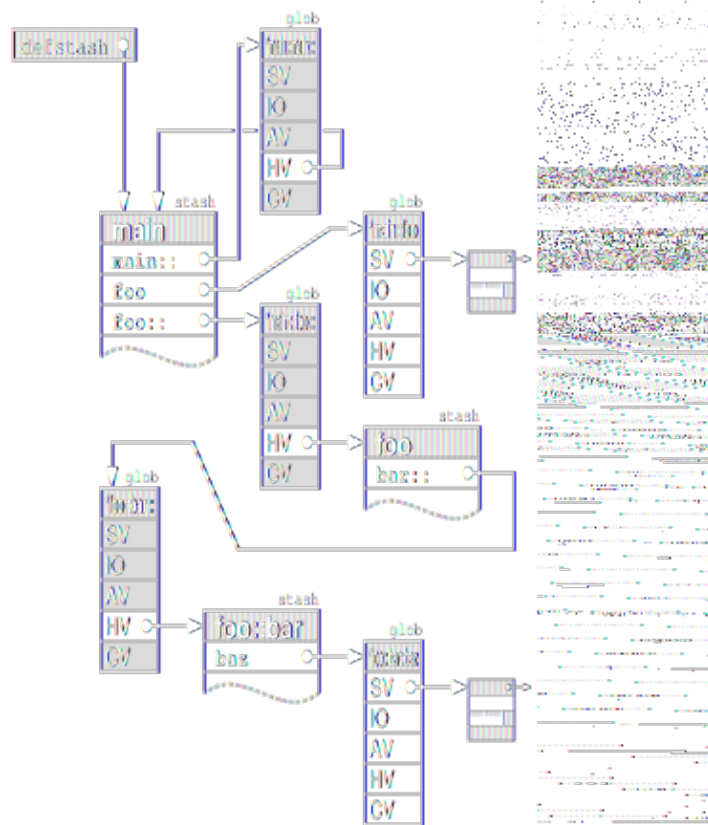 glob
defstash
SV
IO
AV
HV
CV
stash
main
main::
foo
foo::
glob
SV
IO
AV
HV
CV
glob
SV
IO
AV
HV
CV
stash
foo
baz::
glob
SV
IO
AV
HV
CV
stash
foo::bar
baz
glob
SV
IO
AV
HV
CV